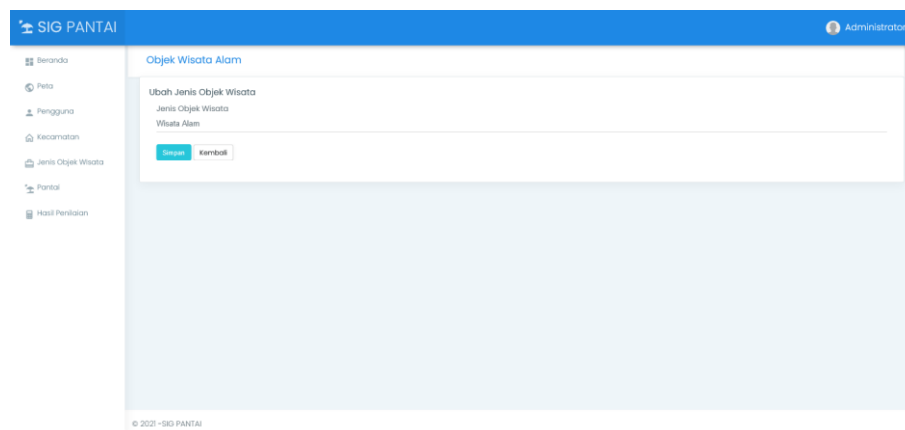 SIG PANTAI
Administrator
Beranda
Peta
Pengguna
Kecamatan
Jenis Objek Wisata
Pantai
Hasil Penilaian
Objek Wisata Alam
Ubah Jenis Objek Wisata
Jenis Objek Wisata
Wisata Alam
Simpan Kembali
© 2021 -SIG PANTAI